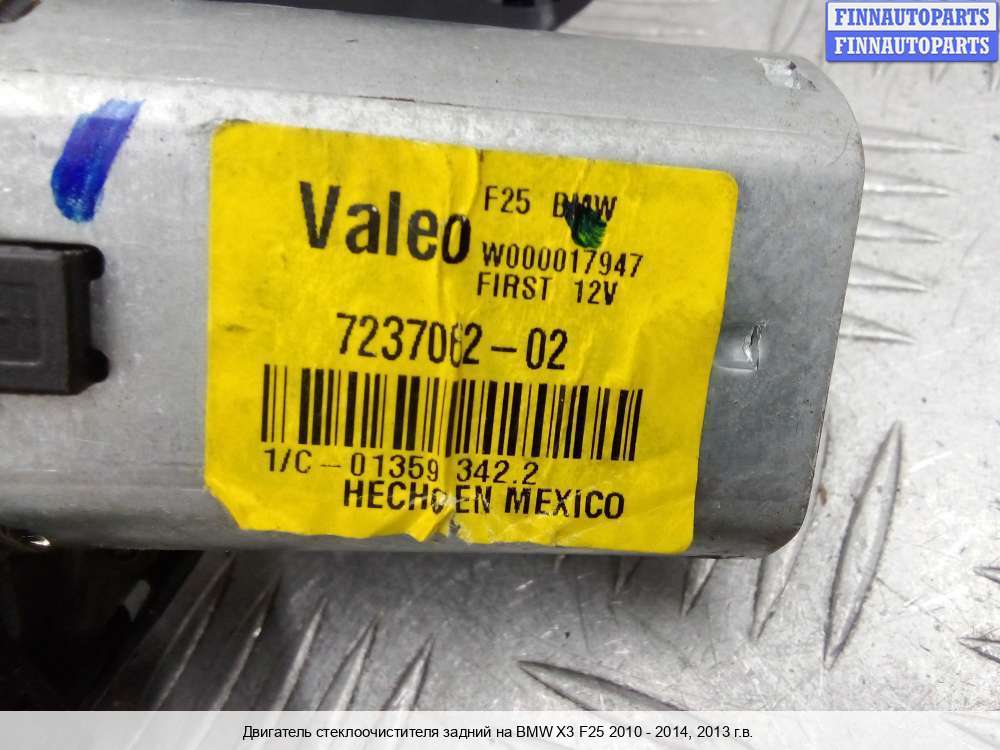 FINNAUTOPARTS
FINNAUTOPARTS
Valeo
F25 BMW
W000017947
FIRST 12V
7237062-02
1/C-01359 342.2
HECHO EN MEXICO
Двигатель стеклоочистителя задний на BMW X3 F25 2010 - 2014, 2013 г.в.